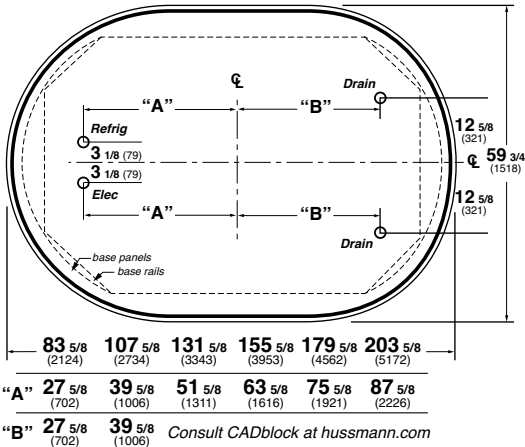 ℄
“A” “B” Drain
Refrig
12 5/8
(321)
3 1/8 (79)
℄ 59 3/4
(1518)
3 1/8 (79)
12 5/8
(321)
Elec
“A” “B”
Drain
base panels
base rails
83 5/8 107 5/8 131 5/8 155 5/8 179 5/8 203 5/8
(2124) (2734) (3343) (3953) (4562) (5172)
“A” 27 5/8 39 5/8 51 5/8 63 5/8 75 5/8 87 5/8
(702) (1006) (1311) (1616) (1921) (2226)
“B” 27 5/8 39 5/8 Consult CADblock at hussmann.com
(702) (1006)